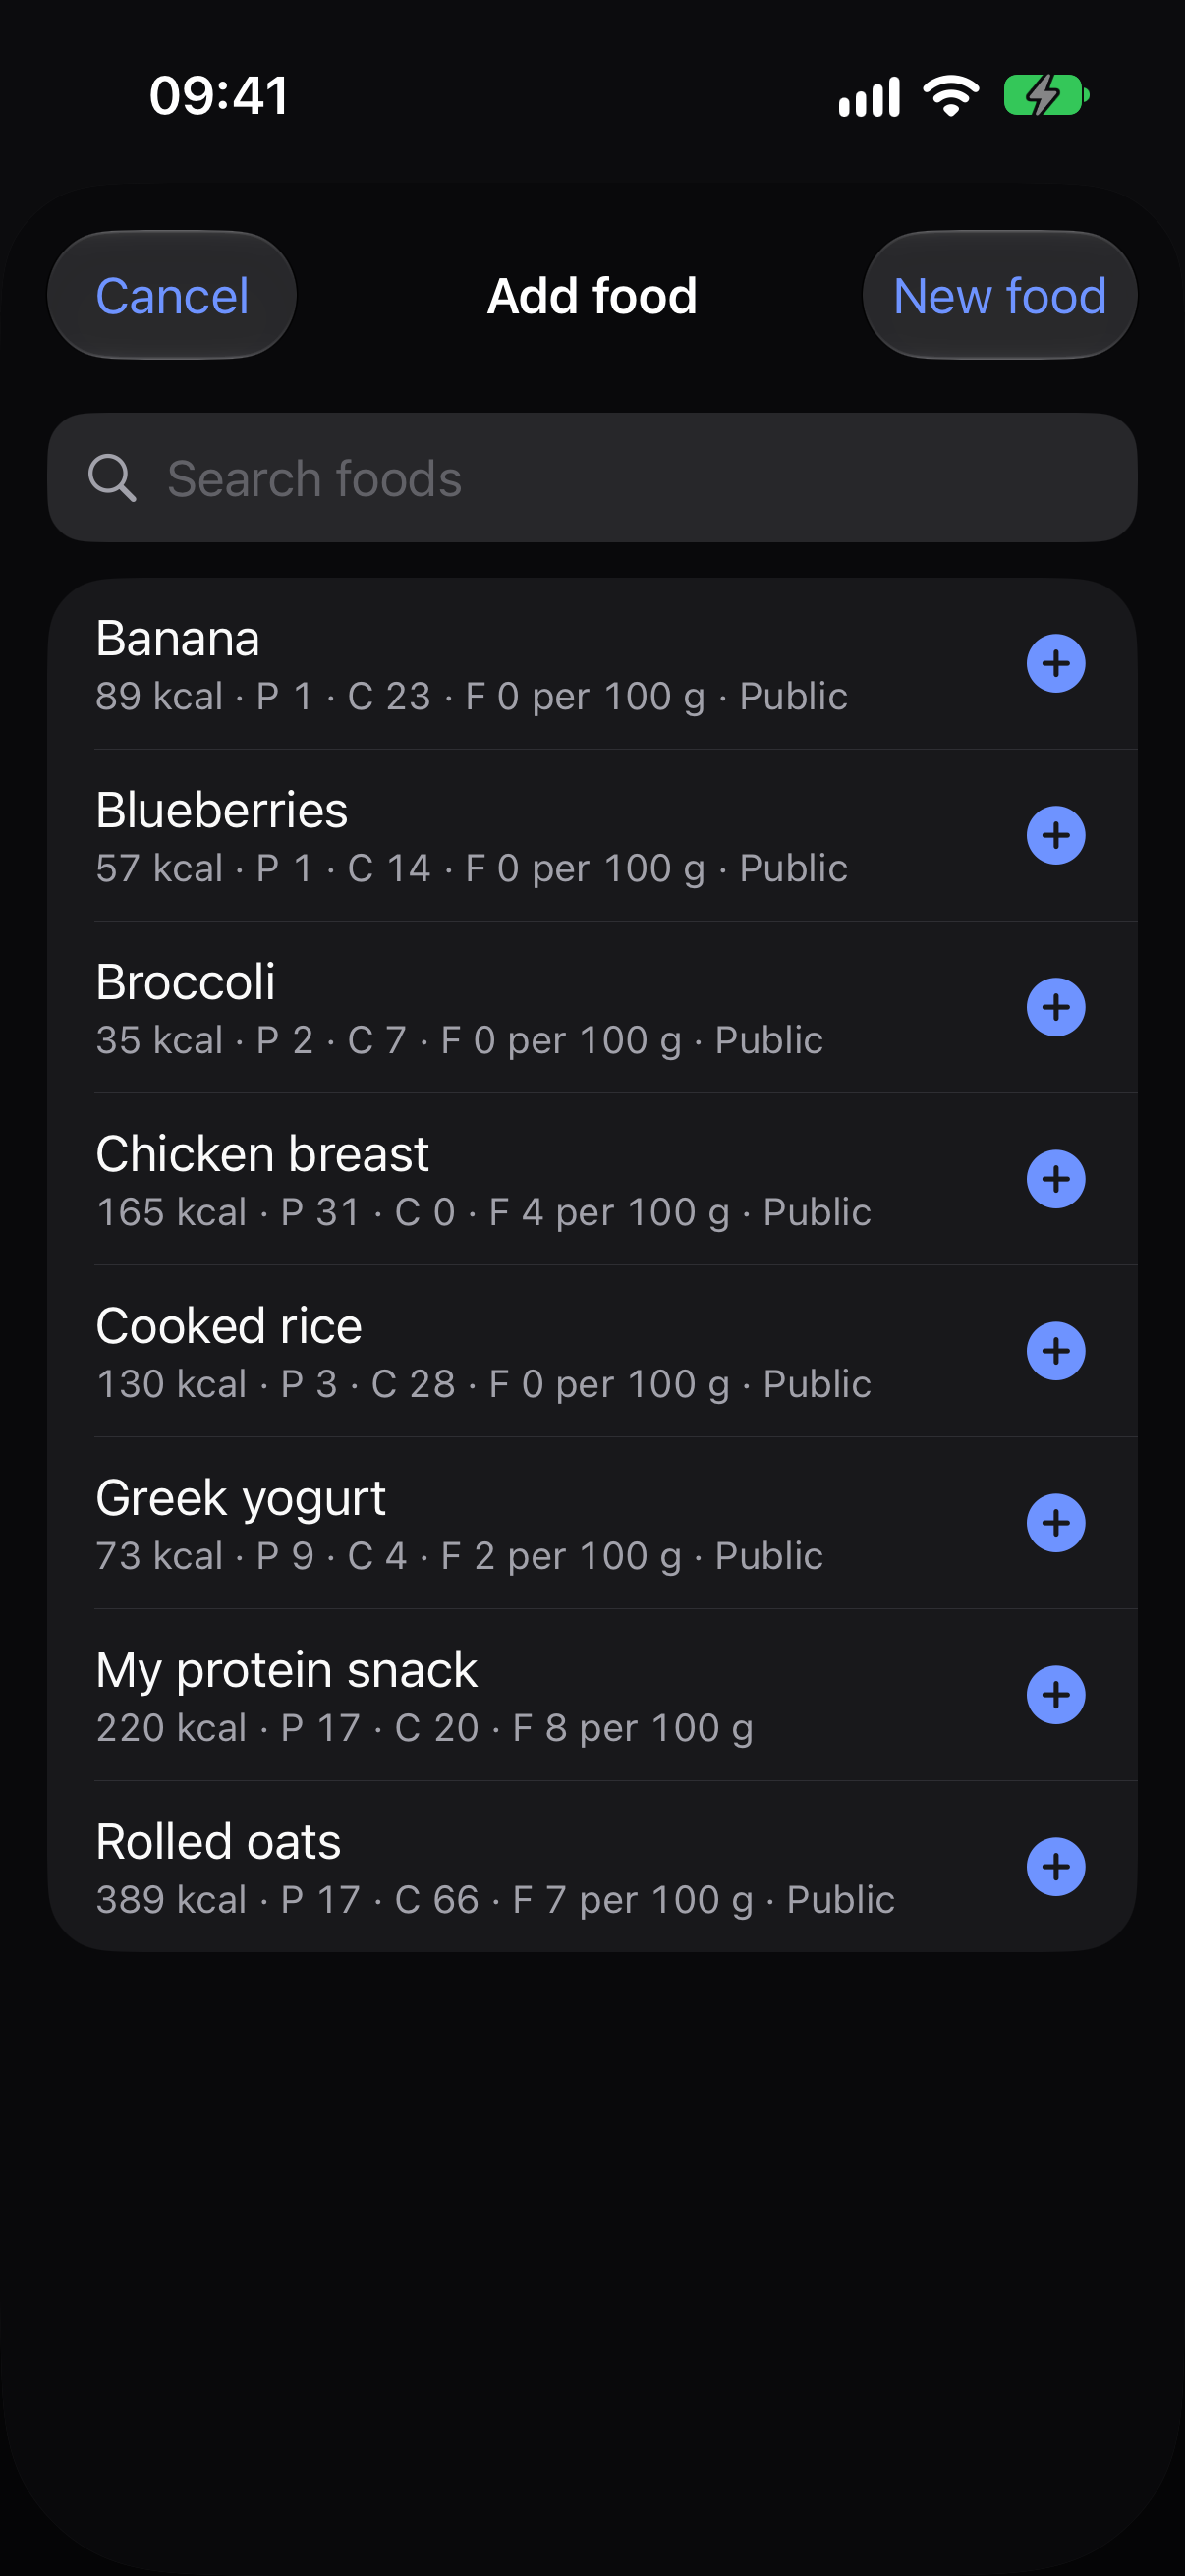 09:41
Cancel Add food New food
Search foods
Banana
89 kcal · P 1 · C 23 · F 0 per 100 g · Public
Blueberries
57 kcal · P 1 · C 14 · F 0 per 100 g · Public
Broccoli
35 kcal · P 2 · C 7 · F 0 per 100 g · Public
Chicken breast
165 kcal · P 31 · C 0 · F 4 per 100 g · Public
Cooked rice
130 kcal · P 3 · C 28 · F 0 per 100 g · Public
Greek yogurt
73 kcal · P 9 · C 4 · F 2 per 100 g · Public
My protein snack
220 kcal · P 17 · C 20 · F 8 per 100 g
Rolled oats
389 kcal · P 17 · C 66 · F 7 per 100 g · Public